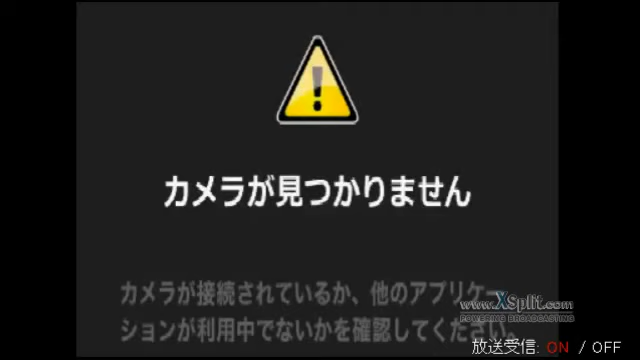 カメラが見つかりません
カメラが接続されているか、他のアプリケー
ションが利用中でないかを確認してください。
www.XSplit.com
POWERING BROADCASTING
放送受信: ON / OFF